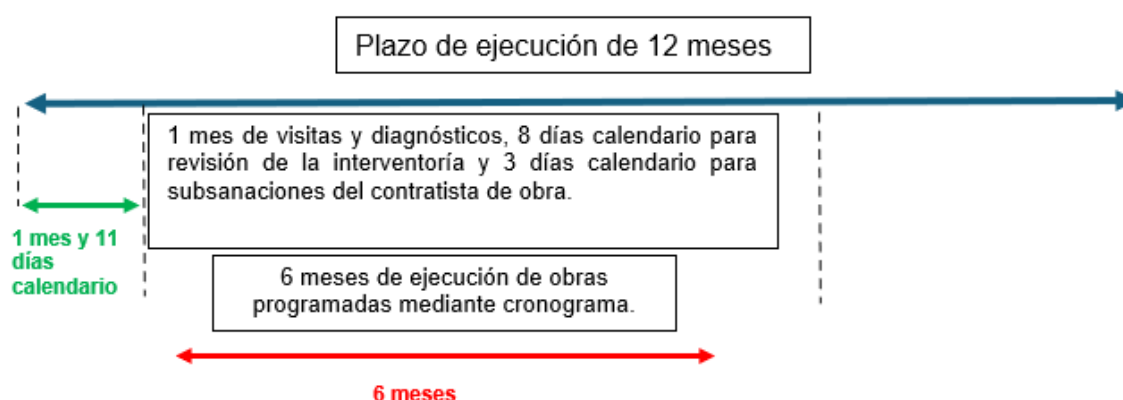 Plazo de ejecución de 12 meses
1 mes de visitas y diagnósticos, 8 días calendario para
revisión de la interventoría y 3 días calendario para
subsanaciones del contratista de obra.
1 mes y 11
días
calendario
6 meses de ejecución de obras
programadas mediante cronograma.
6 meses